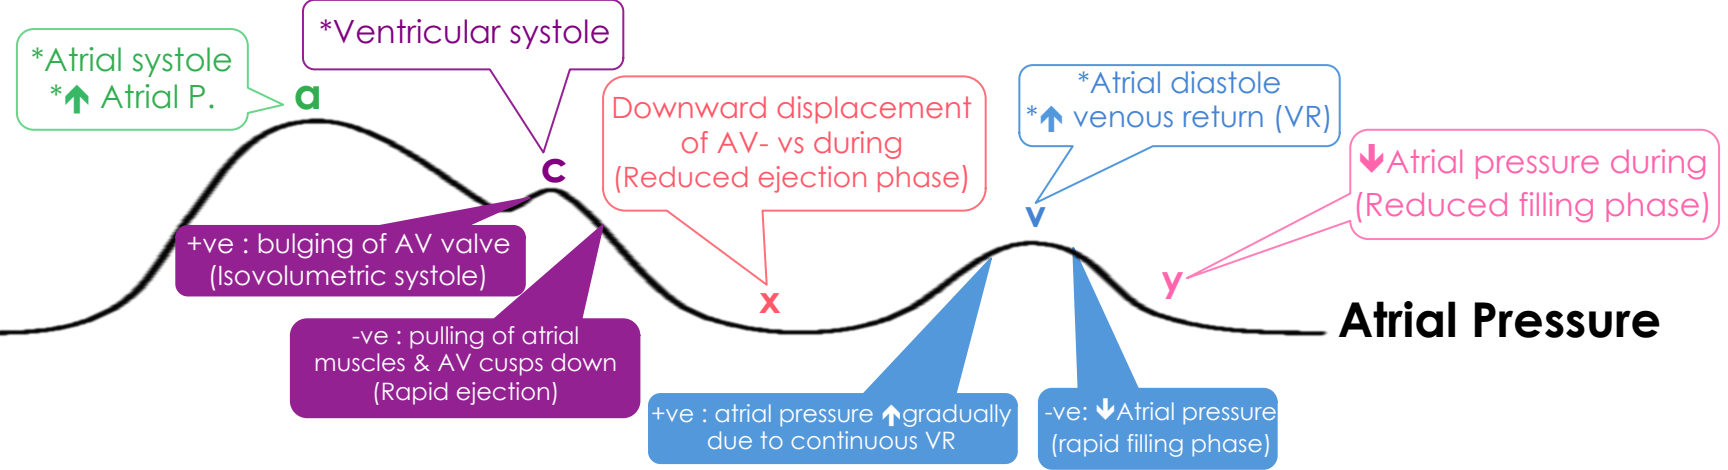 *Atrial systole
*↑ Atrial P.
a
*Ventricular systole
c
+ve : bulging of AV valve
(Isovolumetric systole)
-ve : pulling of atrial
muscles & AV cusps down
(Rapid ejection)
Downward displacement
of AV- vs during
(Reduced ejection phase)
x
*Atrial diastole
*↑ venous return (VR)
v
+ve : atrial pressure ↑gradually
due to continuous VR
-ve: ↓Atrial pressure
(rapid filling phase)
↓Atrial pressure during
(Reduced filling phase)
y
Atrial Pressure